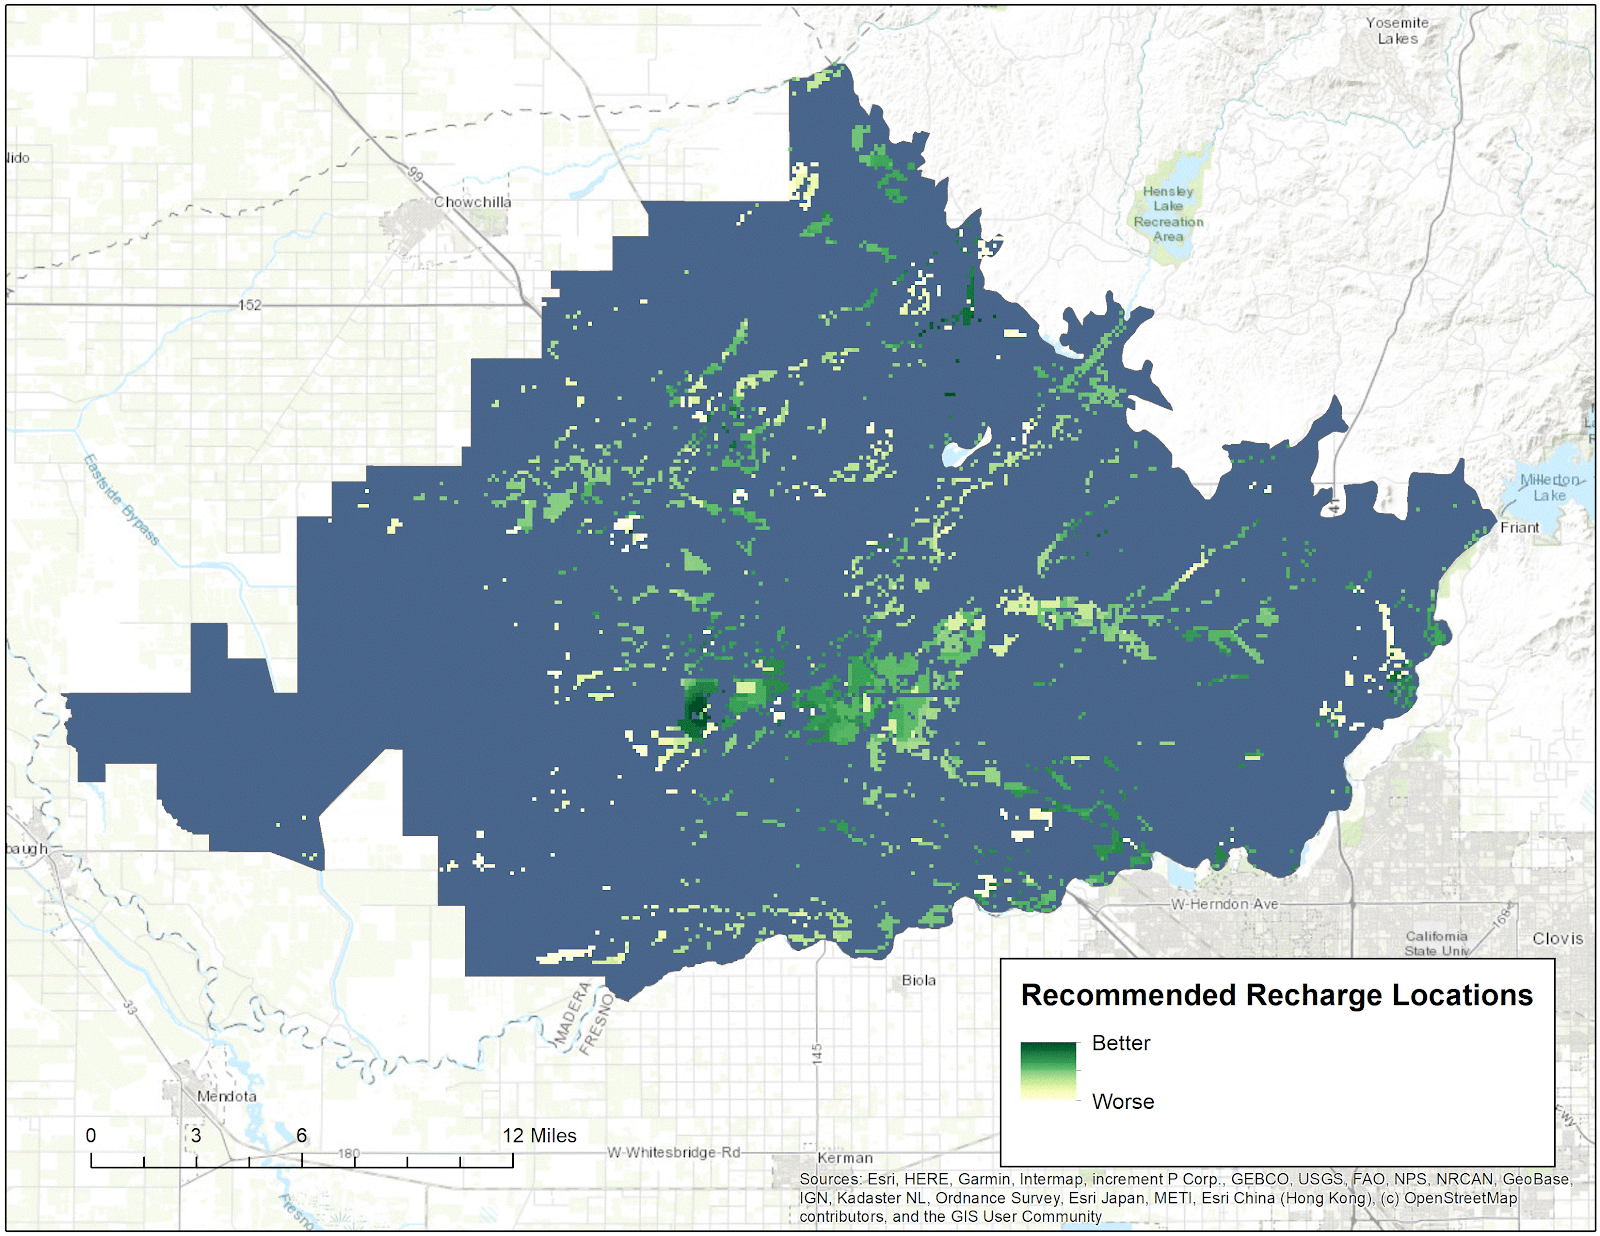 Yosemite
Lakes
Nido
99
Chowchilla
Hensley
Lake
Recreation
Area
152
Eastside Bypass
41
Millerton
Lake
Friant
baugh
W-Herndon-Ave
168
California
State Univ
Clovis
Biola
MADERA
FRESNO
33
145
Mendota
Recommended Recharge Locations
Better
Worse
0 3 6 12 Miles
180
W-Whitesbridge-Rd
Kerman
Fwy
Fresno
Sources: Esri, HERE, Garmin, Intermap, increment P Corp., GEBCO, USGS, FAO, NPS, NRCAN, GeoBase,
IGN, Kadaster NL, Ordnance Survey, Esri Japan, METI, Esri China (Hong Kong), (c) OpenStreetMap
contributors, and the GIS User Community